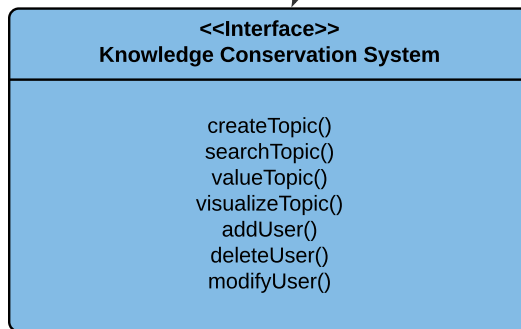 <<Interface>>
Knowledge Conservation System
createTopic()
searchTopic()
valueTopic()
visualizeTopic()
addUser()
deleteUser()
modifyUser()